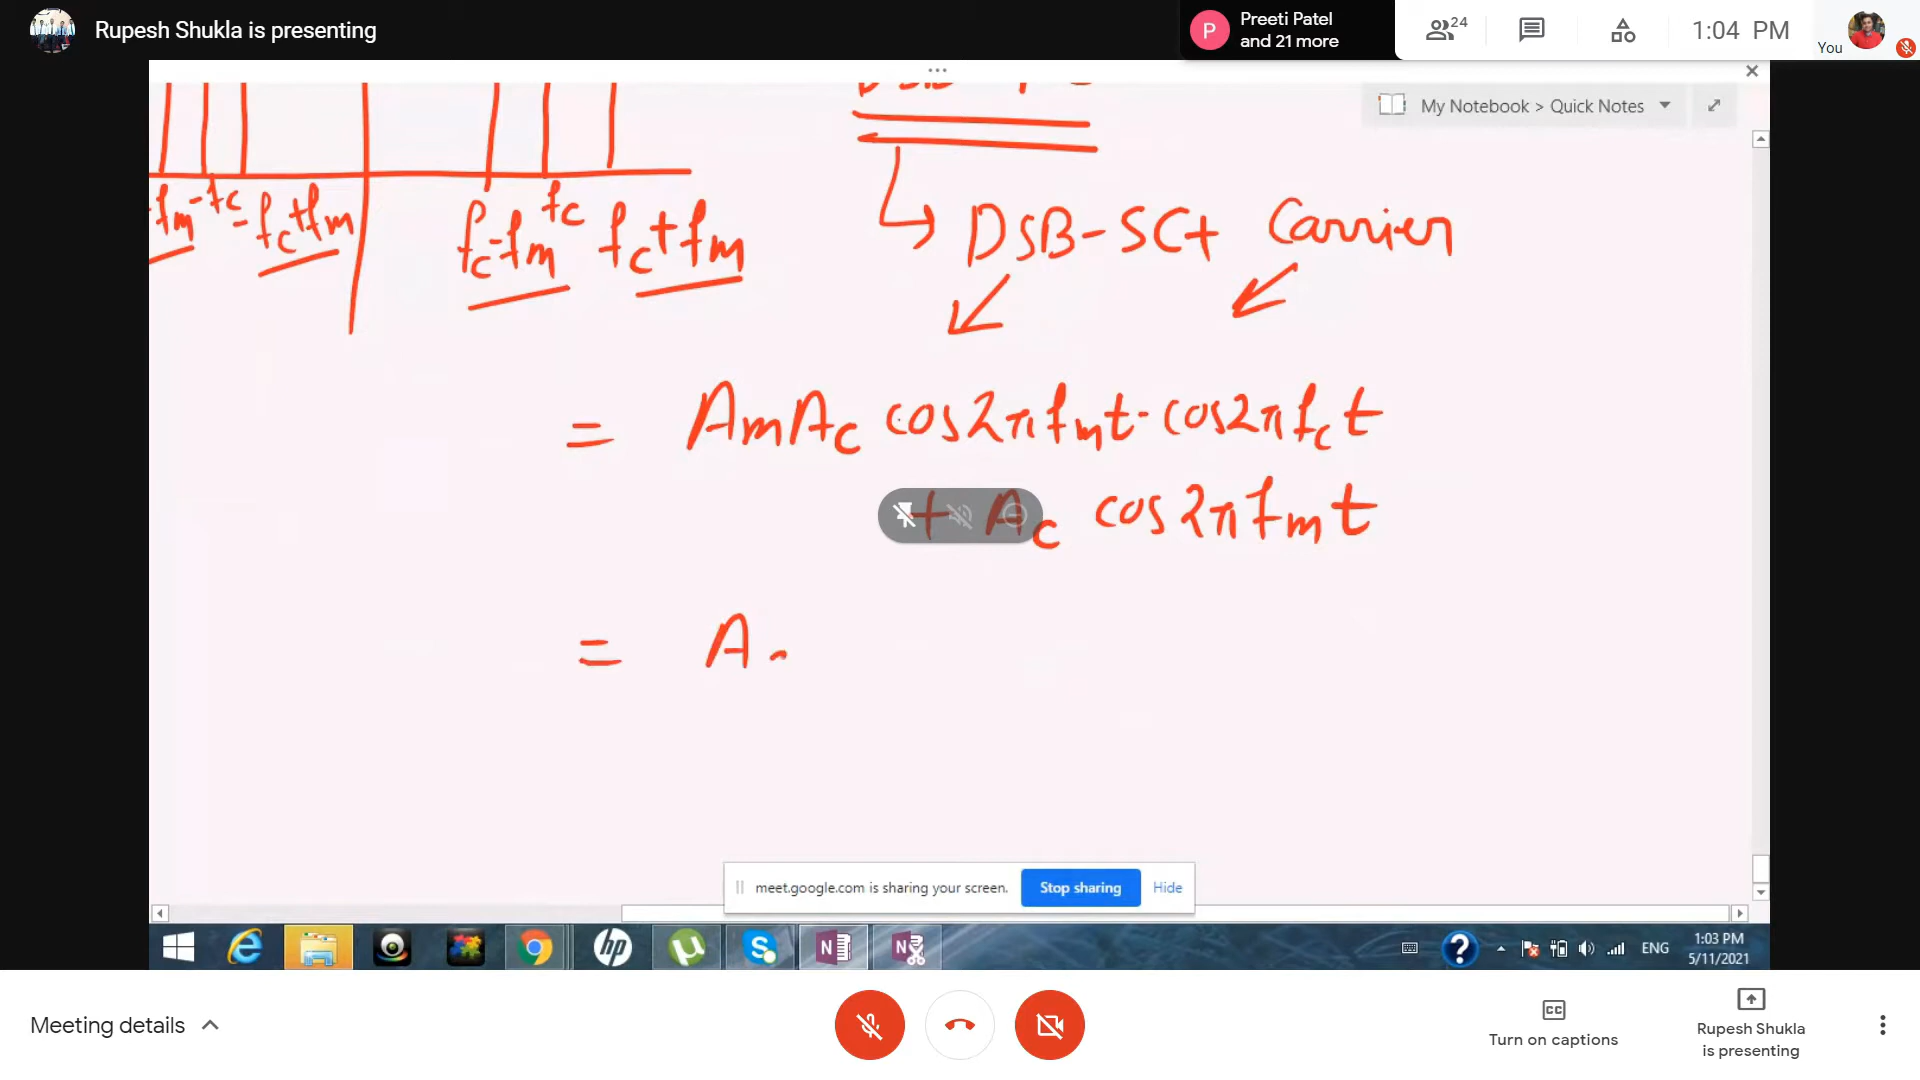 Rupesh Shukla is presenting
P
Preeti Patel
and 21 more
24
1:04 PM
You
My Notebook > Quick Notes
-fc
fm
-fc+fm
fc
fc-fm
fc+fm
DSB-SC+ Carrier
= AmAc cos2πfmt·cos2πfct
+ Ac cos2πfmt
= A
meet.google.com is sharing your screen.
Stop sharing
Hide
hp
ENG
1:03 PM
5/11/2021
Meeting details
Turn on captions
Rupesh Shukla
is presenting